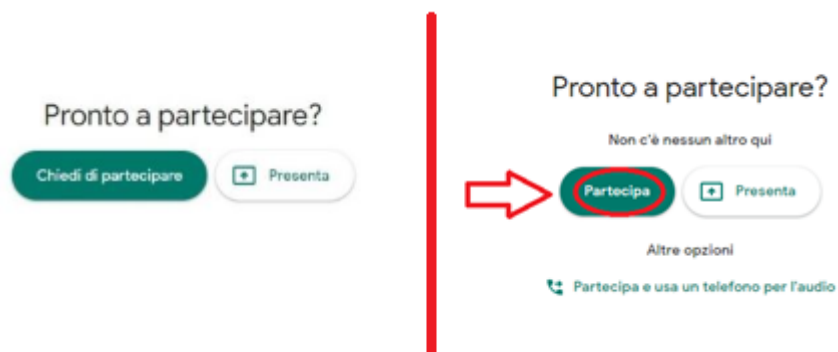 Pronto a partecipare?
Chiedi di partecipare
Presenta
Pronto a partecipare?
Non c'è nessun altro qui
Partecipa
Presenta
Altre opzioni
Partecipa e usa un telefono per l'audio